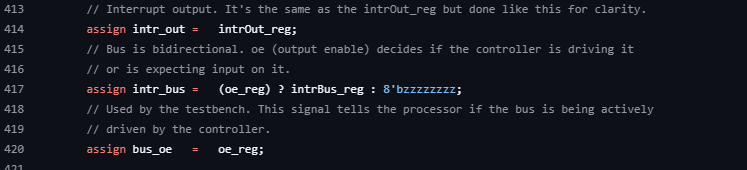 413 // Interrupt output. It's the same as the intrOut_reg but done like this for clarity.
414 assign intr_out = intrOut_reg;
415 // Bus is bidirectional. oe (output enable) decides if the controller is driving it
416 // or is expecting input on it.
417 assign intr_bus = (oe_reg) ? intrBus_reg : 8'bzzzzzzzz;
418 // Used by the testbench. This signal tells the processor if the bus is being actively
419 // driven by the controller.
420 assign bus_oe = oe_reg;
421